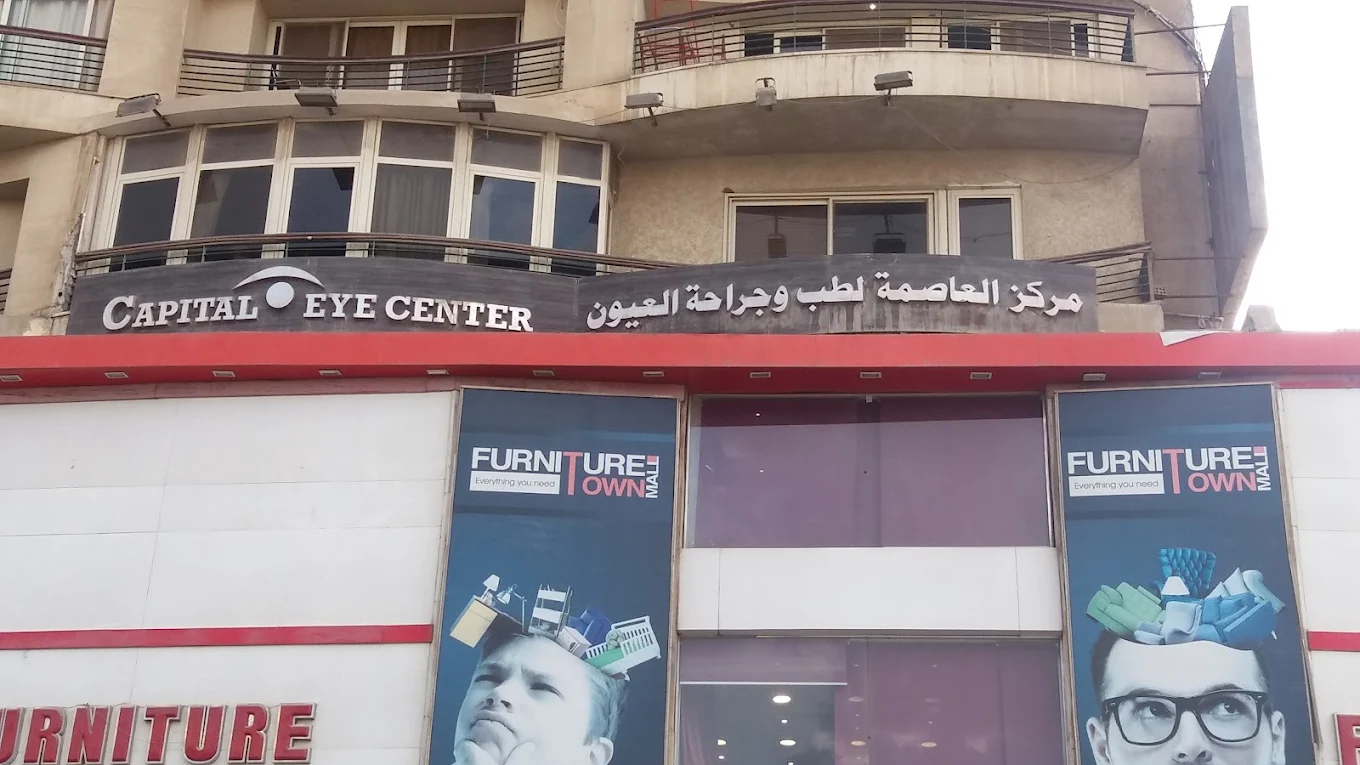 CAPITAL EYE CENTER
مركز العاصمة لطب وجراحة العيون
FURNITURE
TOWN
MALL
Everything you need
FURNITURE
TOWN
MALL
Everything you need
URNITURE
F